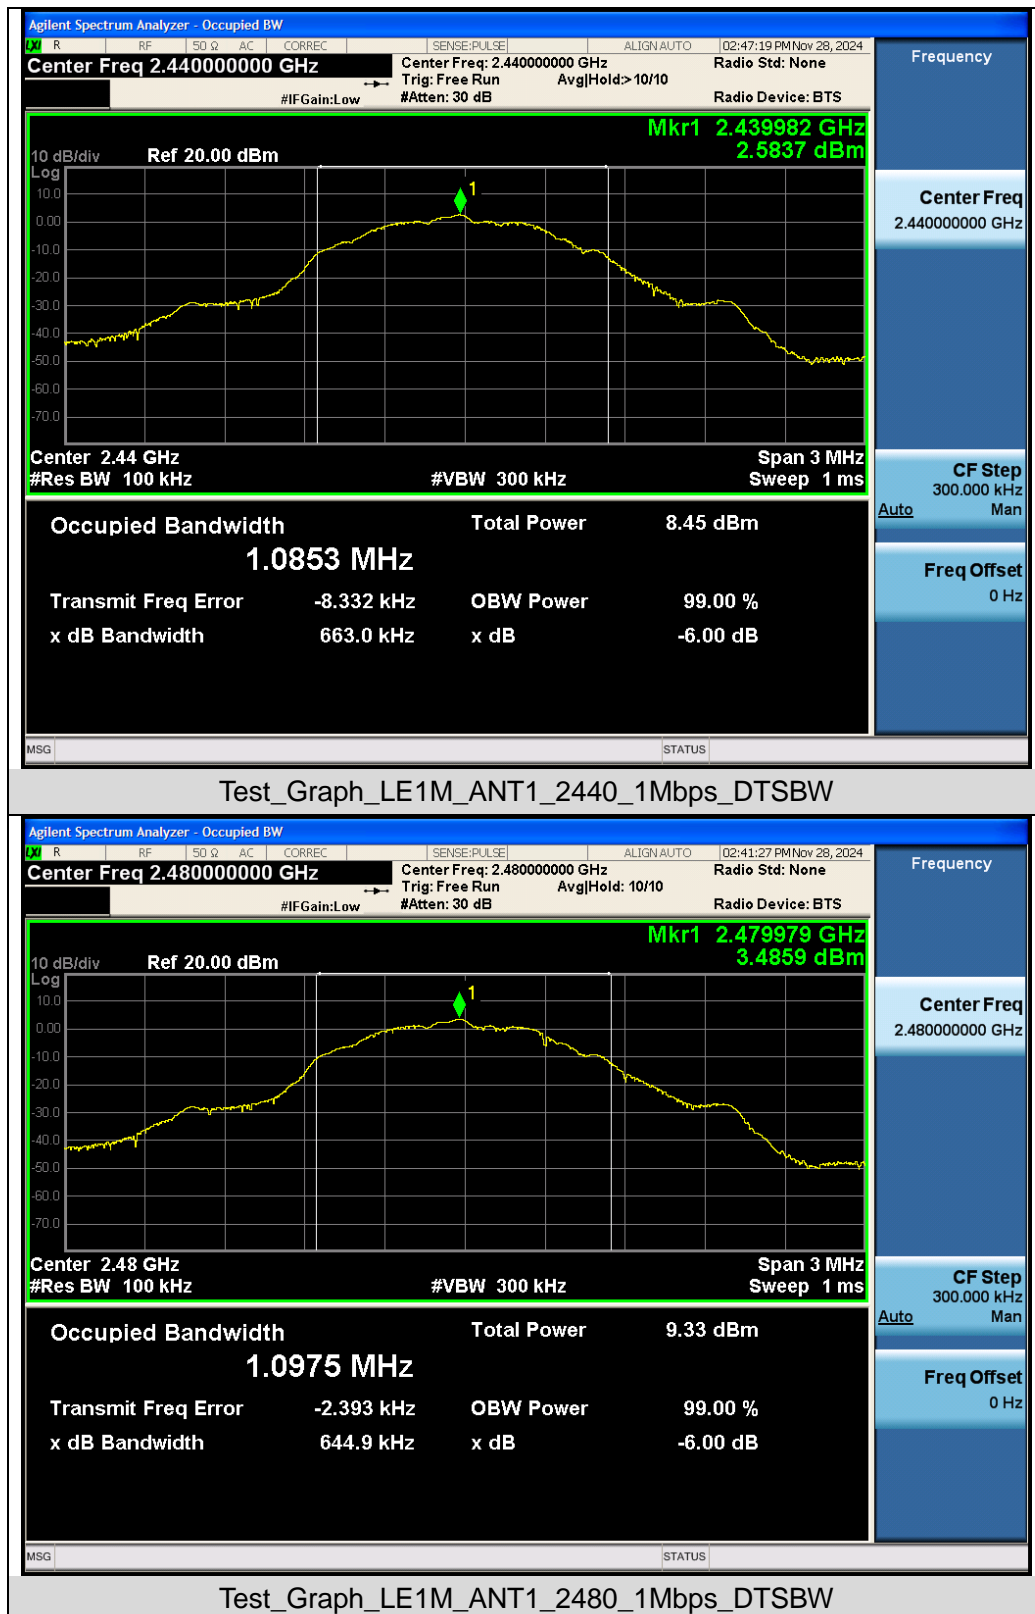 Agilent Spectrum Analyzer - Occupied BW
LXI R RF 50 Ω AC CORREC SENSE:PULSE ALIGN AUTO 02:47:19 PM Nov 28, 2024
Center Freq 2.440000000 GHz
Center Freq: 2.440000000 GHz Radio Std: None
Trig: Free Run Avg|Hold:>10/10
#IFGain:Low #Atten: 30 dB Radio Device: BTS
Frequency
Mkr1 2.439982 GHz
2.5837 dBm
10 dB/div Ref 20.00 dBm
Log
10.0
0.00
-10.0
-20.0
-30.0
-40.0
-50.0
-60.0
-70.0
1
Center 2.44 GHz Span 3 MHz
#Res BW 100 kHz #VBW 300 kHz Sweep 1 ms
Center Freq
2.440000000 GHz
CF Step
300.000 kHz
Auto Man
Freq Offset
0 Hz
Occupied Bandwidth Total Power 8.45 dBm
1.0853 MHz
Transmit Freq Error -8.332 kHz OBW Power 99.00 %
x dB Bandwidth 663.0 kHz x dB -6.00 dB
MSG STATUS
Test_Graph_LE1M_ANT1_2440_1Mbps_DTSBW
Agilent Spectrum Analyzer - Occupied BW
LXI R RF 50 Ω AC CORREC SENSE:PULSE ALIGN AUTO 02:41:27 PM Nov 28, 2024
Center Freq 2.480000000 GHz
Center Freq: 2.480000000 GHz Radio Std: None
Trig: Free Run Avg|Hold: 10/10
#IFGain:Low #Atten: 30 dB Radio Device: BTS
Frequency
Mkr1 2.479979 GHz
3.4859 dBm
10 dB/div Ref 20.00 dBm
Log
10.0
0.00
-10.0
-20.0
-30.0
-40.0
-50.0
-60.0
-70.0
1
Center 2.48 GHz Span 3 MHz
#Res BW 100 kHz #VBW 300 kHz Sweep 1 ms
Center Freq
2.480000000 GHz
CF Step
300.000 kHz
Auto Man
Freq Offset
0 Hz
Occupied Bandwidth Total Power 9.33 dBm
1.0975 MHz
Transmit Freq Error -2.393 kHz OBW Power 99.00 %
x dB Bandwidth 644.9 kHz x dB -6.00 dB
MSG STATUS
Test_Graph_LE1M_ANT1_2480_1Mbps_DTSBW